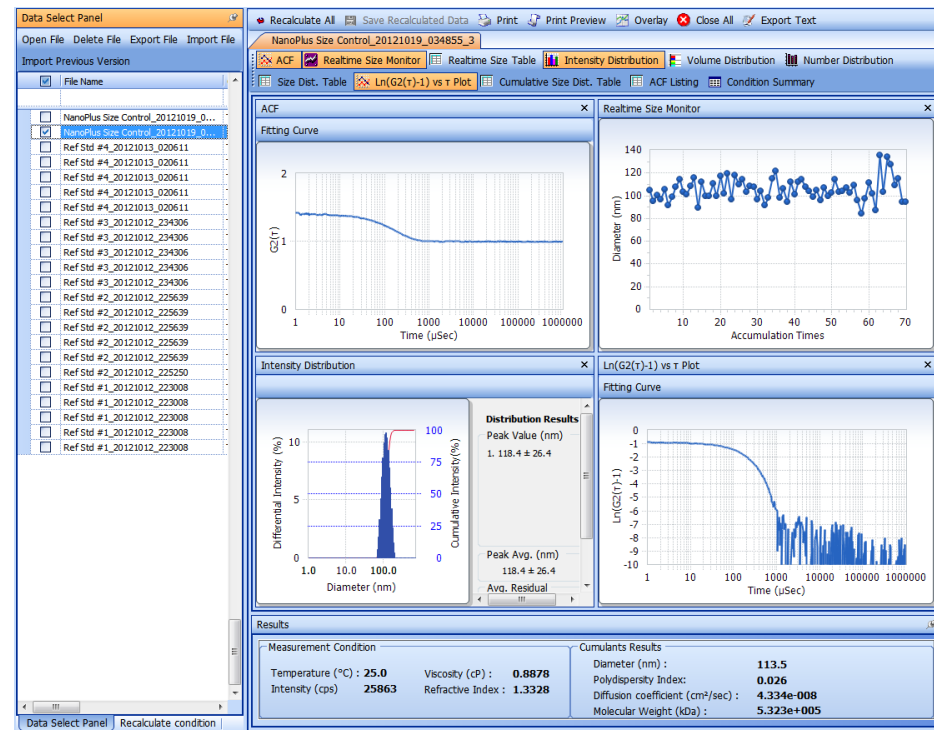 Data Select Panel
Open File Delete File Export File Import File
Import Previous Version
File Name
NanoPlus Size Control_20121019_0...
NanoPlus Size Control_20121019_0...
Ref Std #4_20121013_020611
Ref Std #4_20121013_020611
Ref Std #4_20121013_020611
Ref Std #4_20121013_020611
Ref Std #4_20121013_020611
Ref Std #3_20121012_234306
Ref Std #3_20121012_234306
Ref Std #3_20121012_234306
Ref Std #3_20121012_234306
Ref Std #3_20121012_234306
Ref Std #2_20121012_225639
Ref Std #2_20121012_225639
Ref Std #2_20121012_225639
Ref Std #2_20121012_225639
Ref Std #2_20121012_225639
Ref Std #2_20121012_225250
Ref Std #1_20121012_223008
Ref Std #1_20121012_223008
Ref Std #1_20121012_223008
Ref Std #1_20121012_223008
Ref Std #1_20121012_223008
Data Select Panel Recalculate condition
Recalculate All Save Recalculated Data Print Print Preview Overlay Close All Export Text
NanoPlus Size Control_20121019_034855_3
ACF Realtime Size Monitor Realtime Size Table Intensity Distribution Volume Distribution Number Distribution
Size Dist. Table Ln(G2(τ)-1) vs τ Plot Cumulative Size Dist. Table ACF Listing Condition Summary
ACF
Fitting Curve
2
1
0
G2(τ)
1 10 100 1000 10000 100000 1000000
Time (μSec)
Realtime Size Monitor
140
120
100
80
60
40
20
0
Diameter (nm)
10 20 30 40 50 60 70
Accumulation Times
Intensity Distribution
10
5
0
Differential Intensity (%)
100
75
50
25
0
Cumulative Intensity(%)
1.0 10.0 100.0
Diameter (nm)
Distribution Results
Peak Value (nm)
1. 118.4 ± 26.4
Peak Avg. (nm)
118.4 ± 26.4
Avg. Residual
Ln(G2(τ)-1) vs τ Plot
Fitting Curve
0
-1
-2
-3
-4
-5
-6
-7
-8
-9
-10
Ln(G2(τ)-1)
1 10 100 1000 10000 100000 1000000
Time (μSec)
Results
Measurement Condition
Temperature (°C) : 25.0 Viscosity (cP) : 0.8878
Intensity (cps) 25863 Refractive Index : 1.3328
Cumulants Results
Diameter (nm) : 113.5
Polydispersity Index: 0.026
Diffusion coefficient (cm²/sec) : 4.334e-008
Molecular Weight (kDa) : 5.323e+005